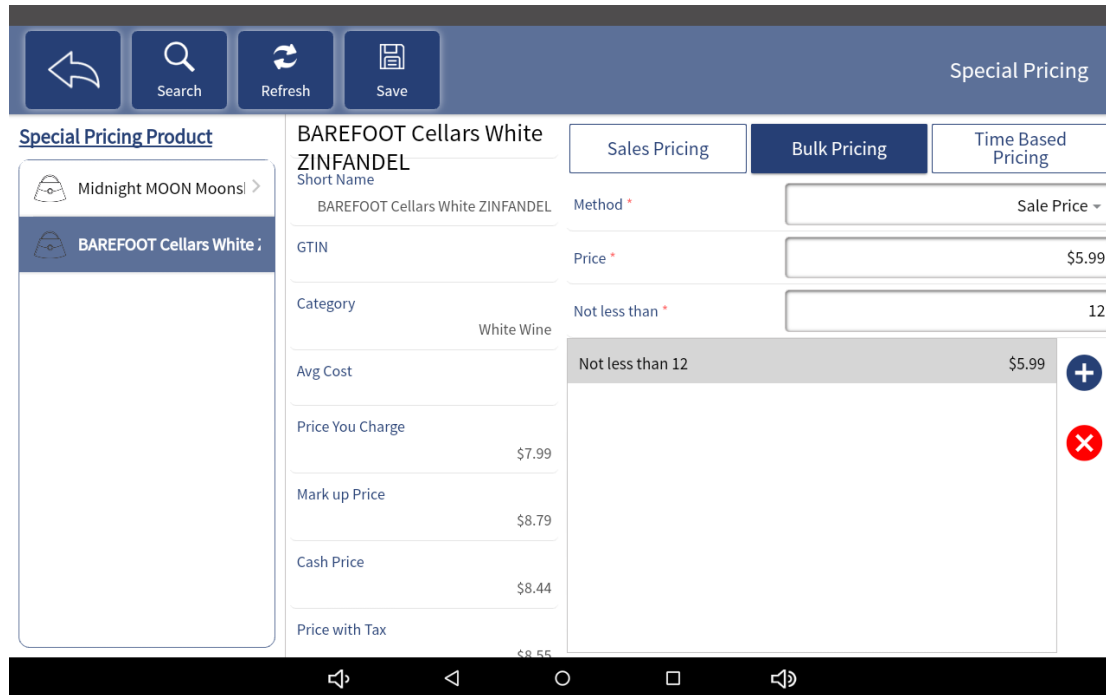 Search
Refresh
Save
Special Pricing
Special Pricing Product
Midnight MOON Moons
BAREFOOT Cellars White
BAREFOOT Cellars White
ZINFANDEL
Short Name
BAREFOOT Cellars White ZINFANDEL
GTIN
Category
White Wine
Avg Cost
Price You Charge
$7.99
Mark up Price
$8.79
Cash Price
$8.44
Price with Tax
$8.55
Sales Pricing
Bulk Pricing
Time Based
Pricing
Method *
Sale Price
Price *
$5.99
Not less than *
12
Not less than 12 $5.99